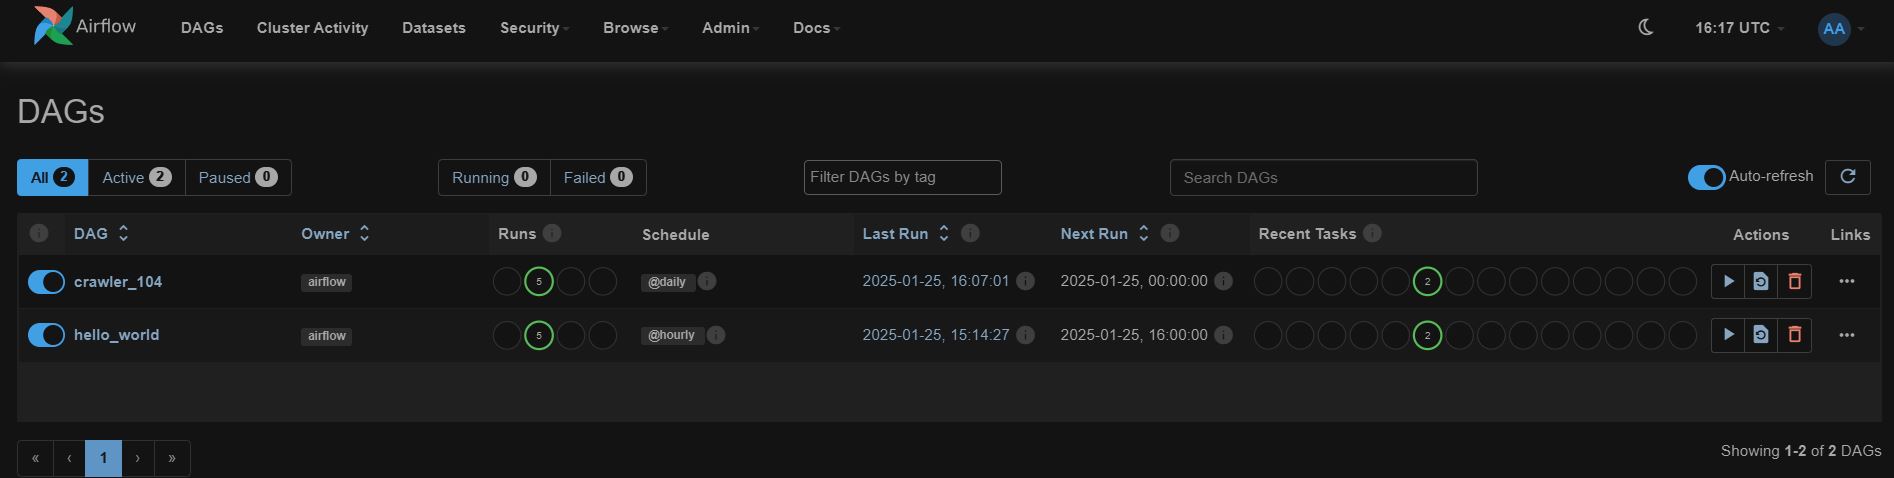 Airflow DAGs Cluster Activity Datasets Security Browse Admin Docs 16:17 UTC AA
DAGs
All 2 Active 2 Paused 0 Running 0 Failed 0 Filter DAGs by tag Search DAGs Auto-refresh
DAG Owner Runs Schedule Last Run Next Run Recent Tasks Actions Links
crawler_104 airflow 5 @daily 2025-01-25, 16:07:01 2025-01-25, 00:00:00 2
hello_world airflow 5 @hourly 2025-01-25, 15:14:27 2025-01-25, 16:00:00 2
« ‹ 1 › » Showing 1-2 of 2 DAGs